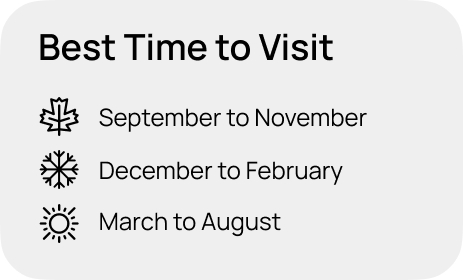 Best Time to Visit
September to November
December to February
March to August